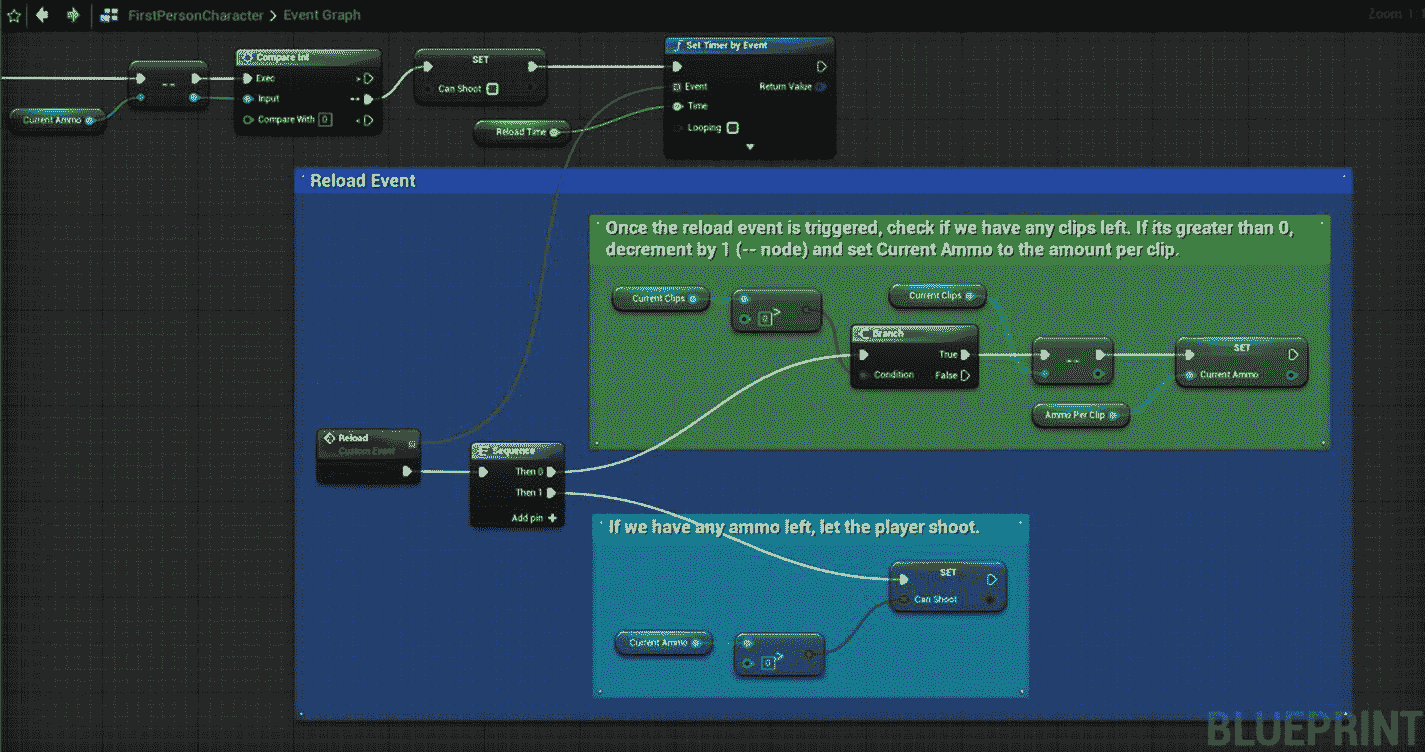 FirstPersonCharacter > Event Graph
Zoom 1:1
Compare Int
Exec
>
Input
==
Compare With 0
<
--
Current Ammo
SET
Can Shoot
Reload Time
Set Timer by Event
Event
Return Value
Time
Looping
Reload Event
Once the reload event is triggered, check if we have any clips left. If its greater than 0,
decrement by 1 (-- node) and set Current Ammo to the amount per clip.
Current Clips
0 >
Current Clips
Branch
True
Condition
False
--
SET
Current Ammo
Ammo Per Clip
Reload
Custom Event
Sequence
Then 0
Then 1
Add pin +
If we have any ammo left, let the player shoot.
SET
Can Shoot
Current Ammo
0 >
BLUEPRINT